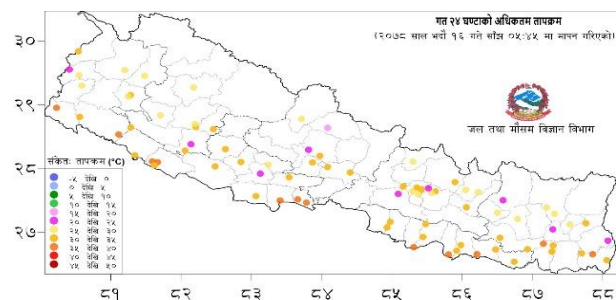 गत २४ घण्टाको अधिकतम तापक्रम
(२०७८ साल भदौ १६ गते साँझ ०५:४५ मा मापन गरिएको)
जल तथा मौसम विज्ञान विभाग
३०
२९
२८
२७
संकेतः तापक्रम (°C)
-५ देखि ०
० देखि ५
५ देखि १०
१० देखि १५
१५ देखि २०
२० देखि २५
२५ देखि ३०
३० देखि ३५
३५ देखि ४०
४० देखि ४५
४५ देखि ५०
८१ ८२ ८३ ८४ ८५ ८६ ८७ ८८